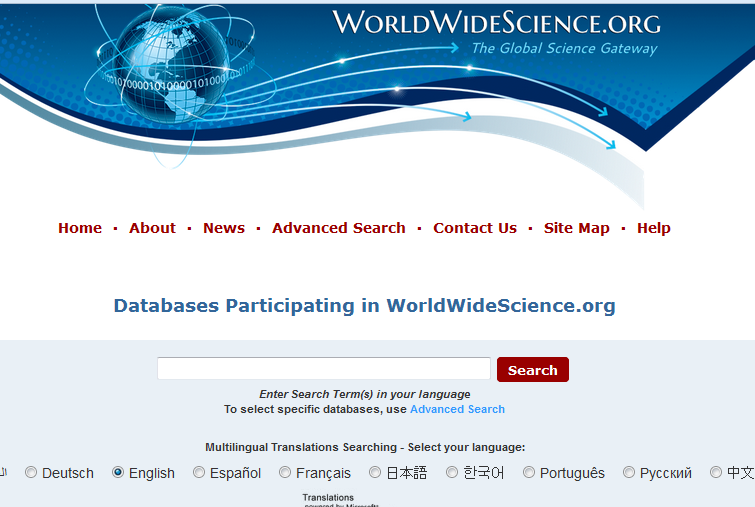 WORLDWIDESCIENCE.ORG
The Global Science Gateway
Home · About · News · Advanced Search · Contact Us · Site Map · Help
Databases Participating in WorldWideScience.org
Search
Enter Search Term(s) in your language
To select specific databases, use Advanced Search
Multilingual Translations Searching - Select your language:
Deutsch English Español Français 日本語 한국어 Português Русский 中文
Translations